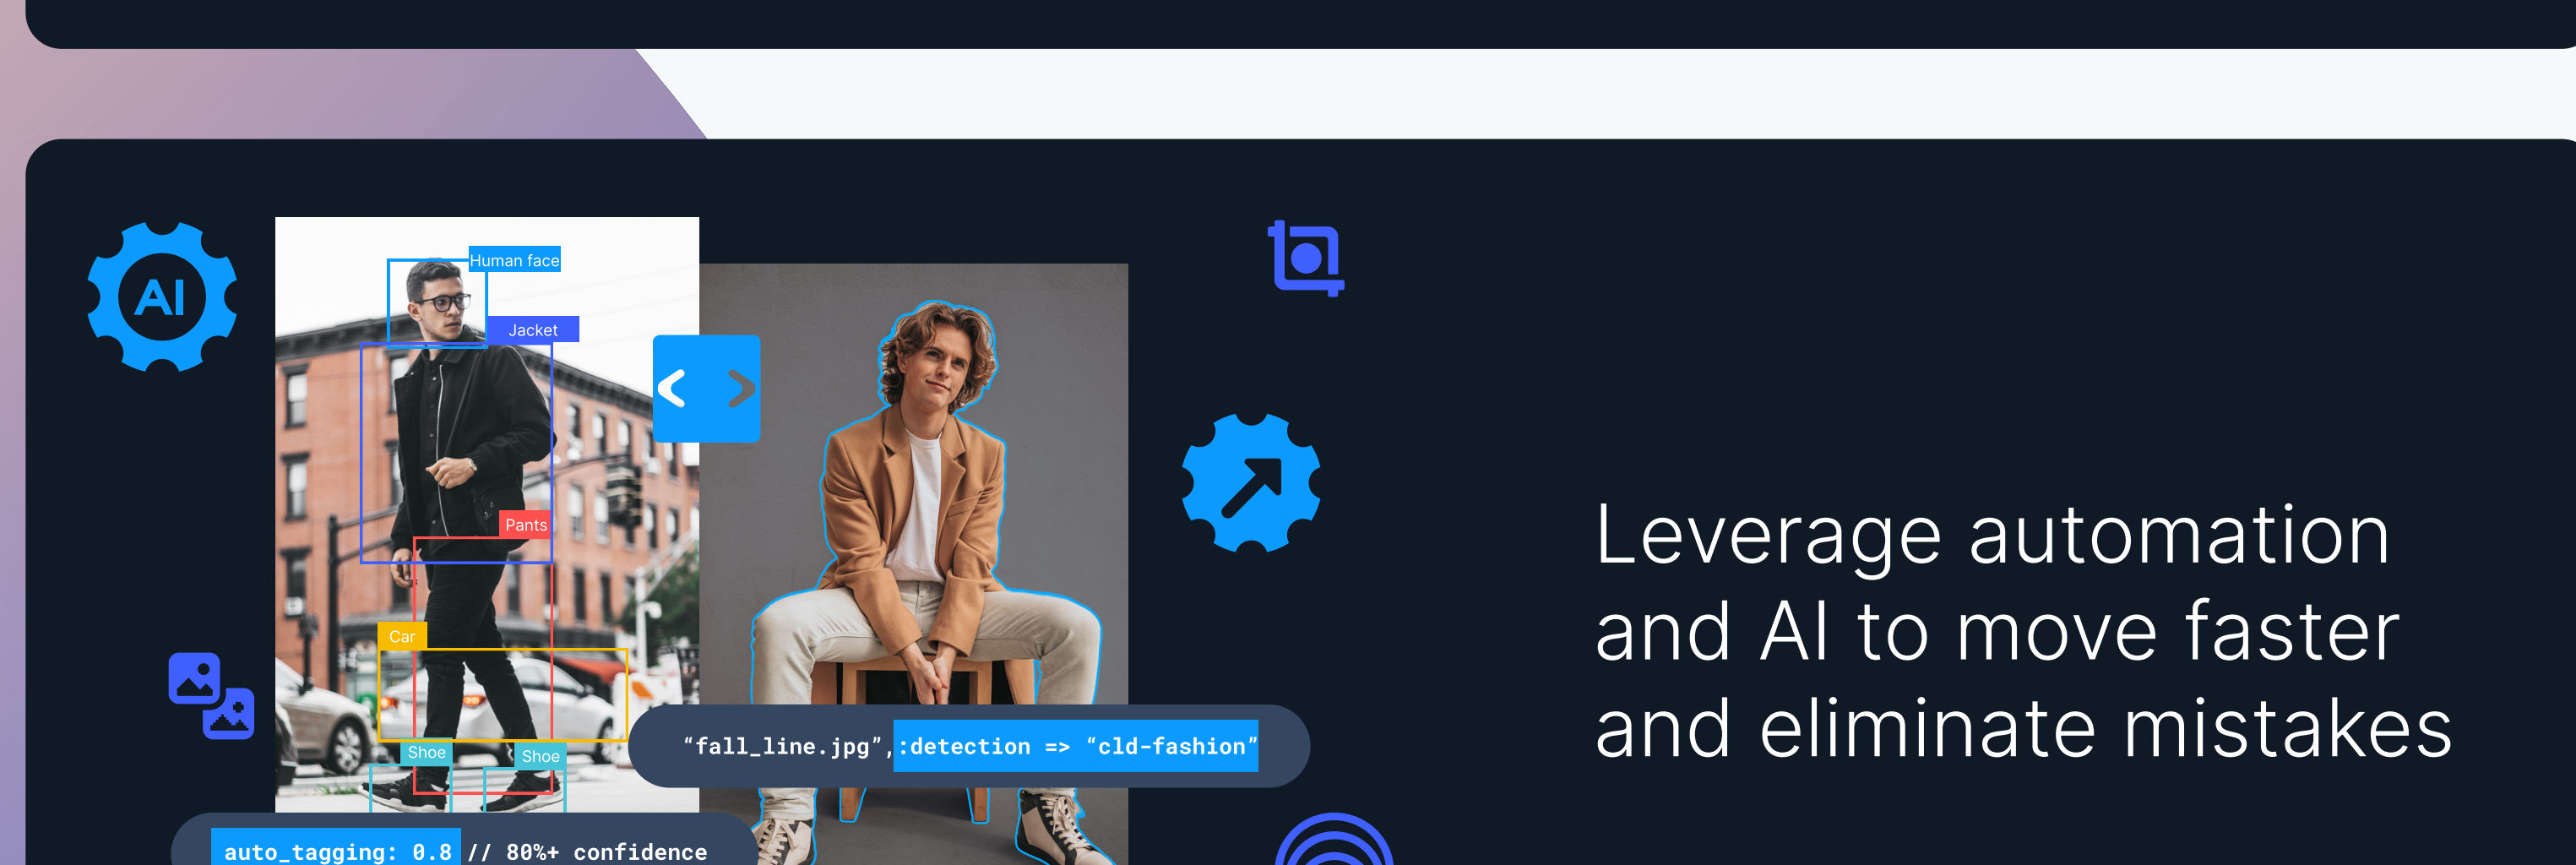 AI
Human face
Jacket
Pants
Car
Shoe
Shoe
“fall_line.jpg”,:detection => “cld-fashion”
auto_tagging: 0.8 // 80%+ confidence
Leverage automation
and AI to move faster
and eliminate mistakes